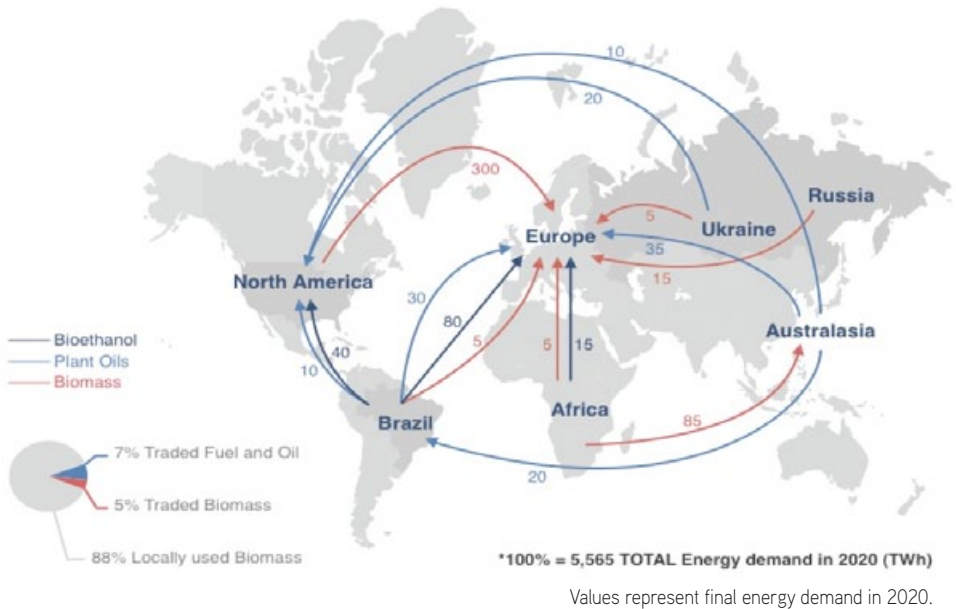 10
20
300
Russia
5
Ukraine
Europe
35
15
North America
30
80
5
5
15
Australasia
Bioethanol
Plant Oils
Biomass
40
10
Brazil
Africa
85
20
7% Traded Fuel and Oil
5% Traded Biomass
88% Locally used Biomass
*100% = 5,565 TOTAL Energy demand in 2020 (TWh)
Values represent final energy demand in 2020.